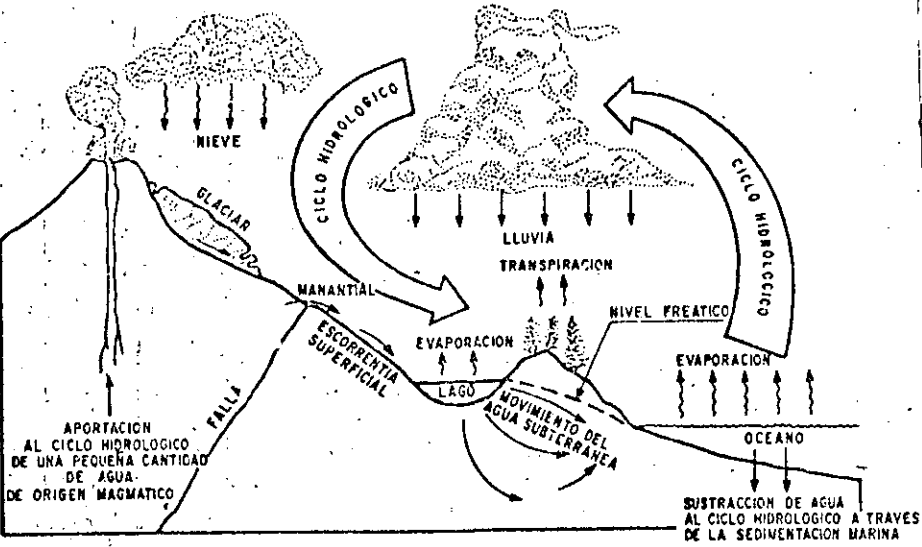 NIEVE
CICLO HIDROLOGICO
CICLO HIDROLOGICO
GLACIAR
LLUVIA
TRANSPIRACION
MANANTIAL
NIVEL FREATICO
ESCORRENTIA
SUPERFICIAL
EVAPORACION
EVAPORACION
LAGO
FALLA
MOVIMIENTO DEL
AGUA SUBTERRÁNEA
OCEANO
APORTACION
AL CICLO HIDROLOGICO
DE UNA PEQUEÑA CANTIDAD
DE AGUA
DE ORIGEN MAGMATICO
SUSTRACCION DE AGUA
AL CICLO HIDROLOGICO A TRAVÉS
DE LA SEDIMENTACION MARINA